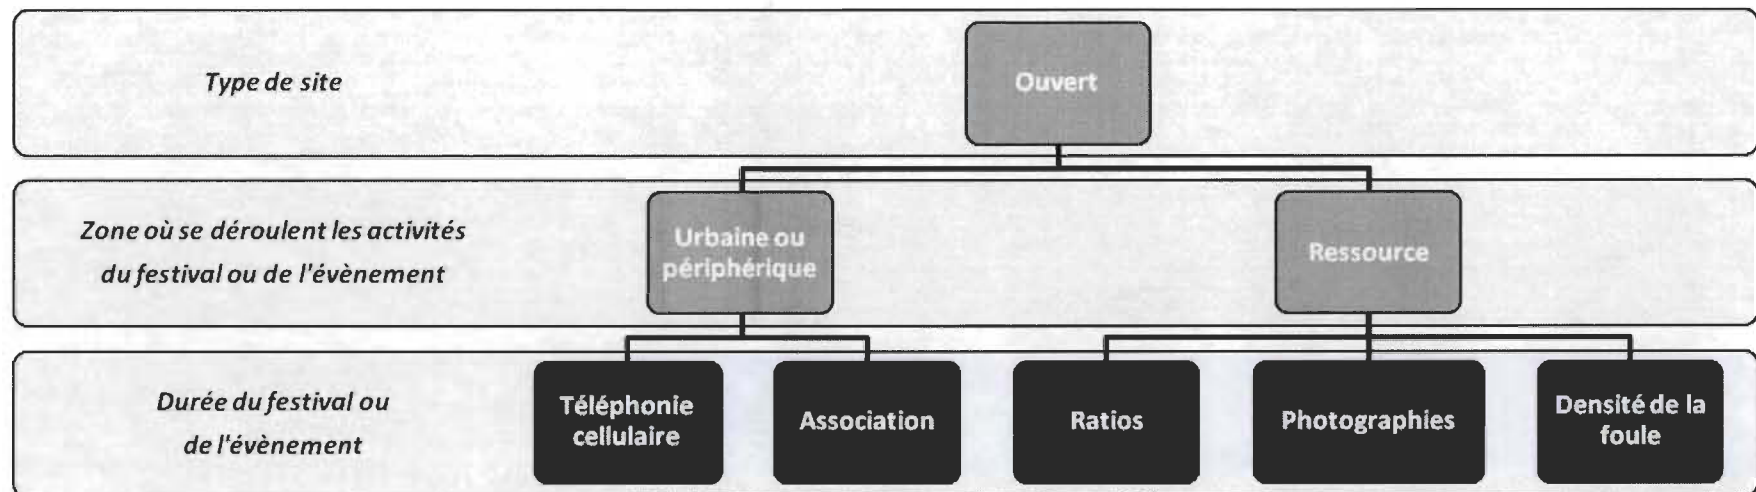 Type de site
Ouvert
Zone où se déroulent les activités
du festival ou de l'évènement
Urbaine ou
périphérique
Ressource
Durée du festival ou
de l'évènement
Téléphonie
cellulaire
Association
Ratios
Photographies
Densité de la
foule